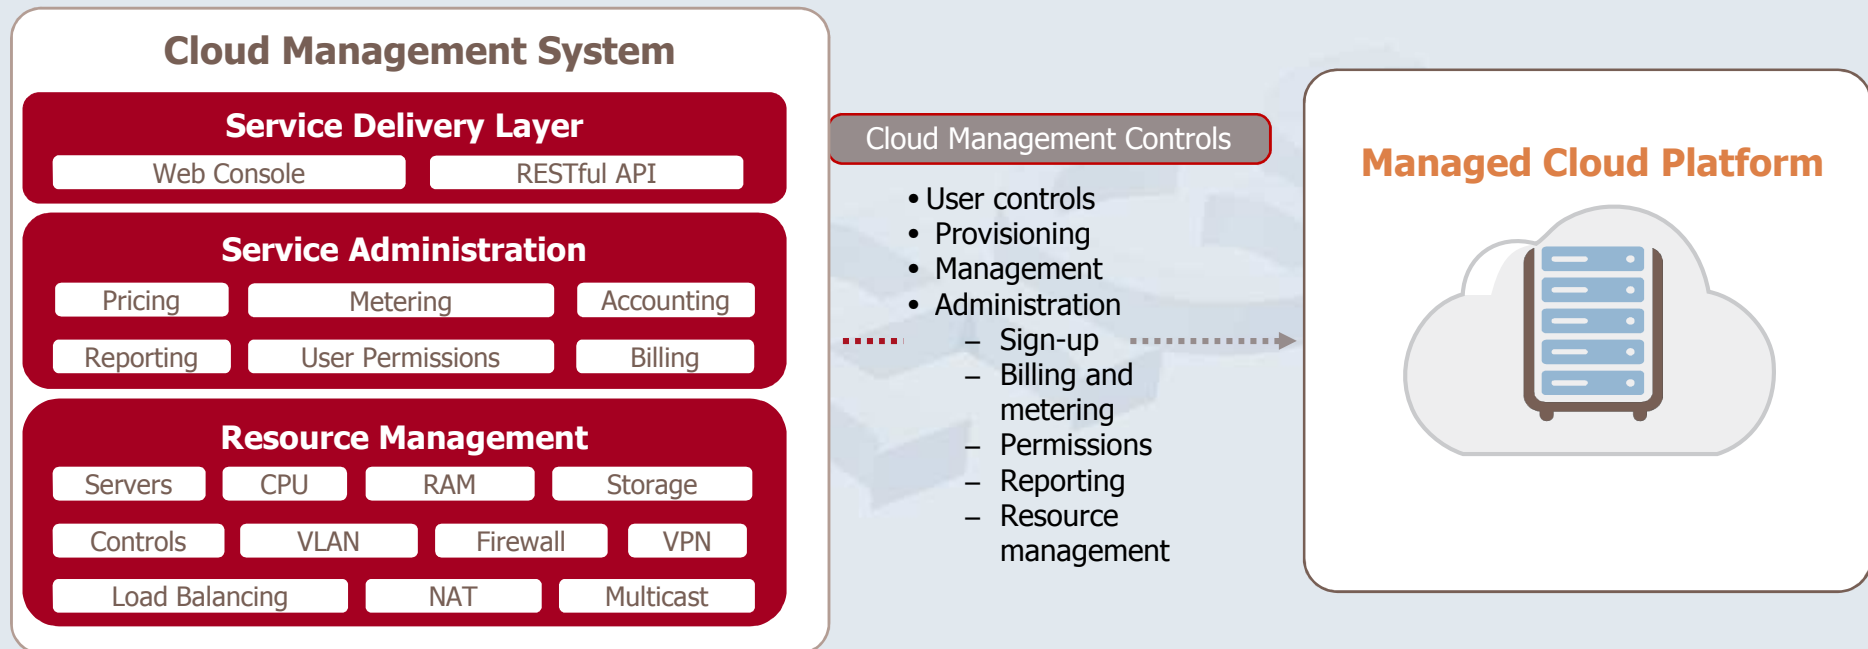 Cloud Management System
Service Delivery Layer
Web Console
RESTful API
Service Administration
Pricing
Metering
Accounting
Reporting
User Permissions
Billing
Resource Management
Servers
CPU
RAM
Storage
Controls
VLAN
Firewall
VPN
Load Balancing
NAT
Multicast
Cloud Management Controls
• User controls
• Provisioning
• Management
• Administration
– Sign-up
– Billing and
metering
– Permissions
– Reporting
– Resource
management
Managed Cloud Platform